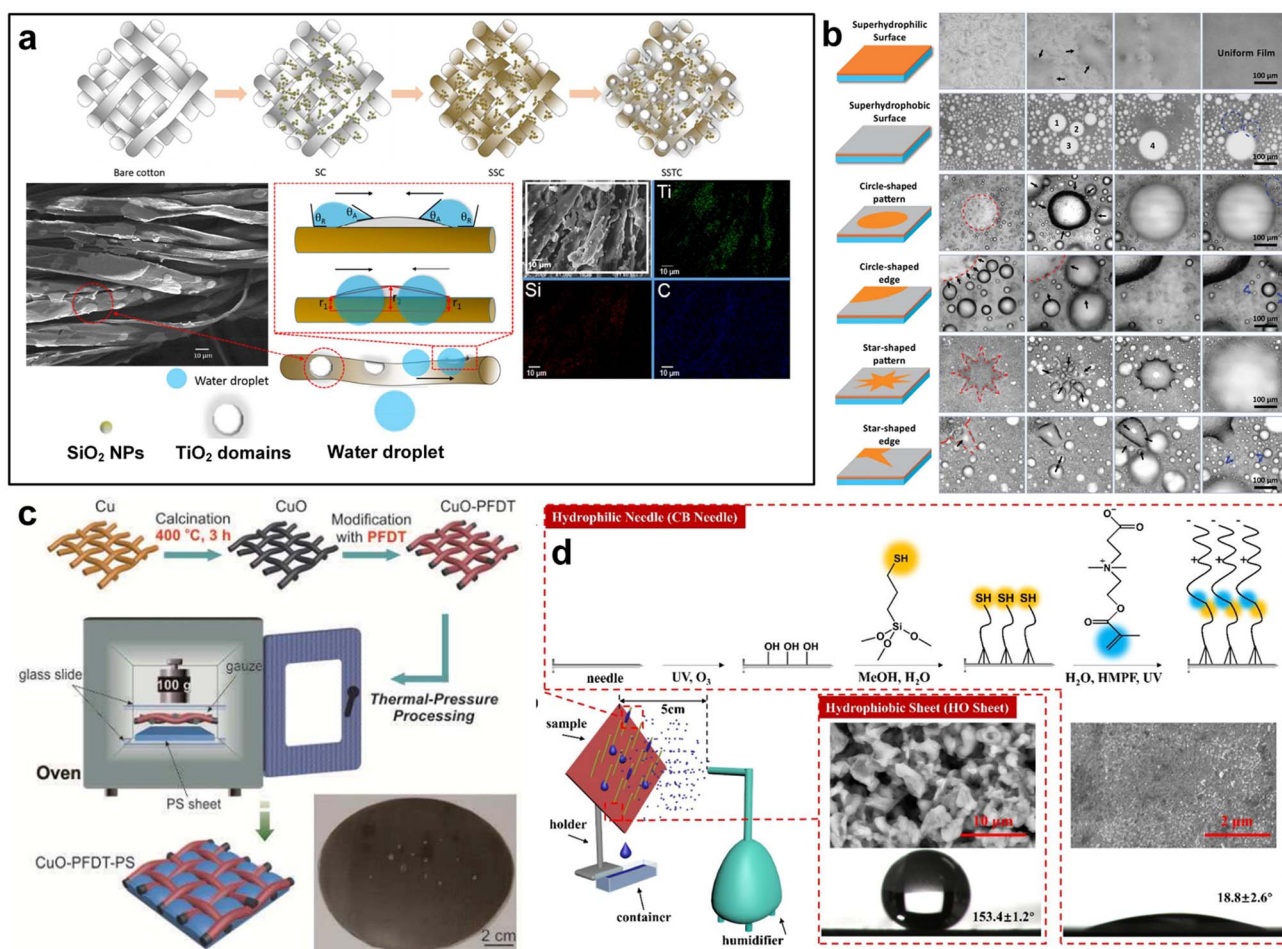 a
Bare cotton
SC
SSC
SSTC
θR
θA
θA
θR
r1
r1
10 μm
Water droplet
10 μm
Ti
10 μm
Si
10 μm
C
10 μm
SiO2 NPs
TiO2 domains
Water droplet
b
Superhydrophilic
Surface
Uniform Film
100 μm
Superhydrophobic
Surface
1
2
3
4
100 μm
Circle-shaped
pattern
100 μm
Circle-shaped
edge
100 μm
Star-shaped
pattern
100 μm
Star-shaped
edge
100 μm
c
Cu
Calcination
400 °C, 3 h
CuO
Modification
with PFDT
CuO-PFDT
glass slide
100 g
gauze
Thermal-Pressure
Processing
Oven
PS sheet
CuO-PFDT-PS
2 cm
Hydrophilic Needle (CB Needle)
d
needle
UV, O3
OH OH OH
SH
Si
O
O
O
MeOH, H2O
SH SH SH
O-
O
N
+
O
O
H2O, HMPF, UV
- - -
+ + +
5cm
sample
holder
container
humidifier
Hydrophiobic Sheet (HO Sheet)
10 μm
153.4±1.2°
2 μm
18.8±2.6°